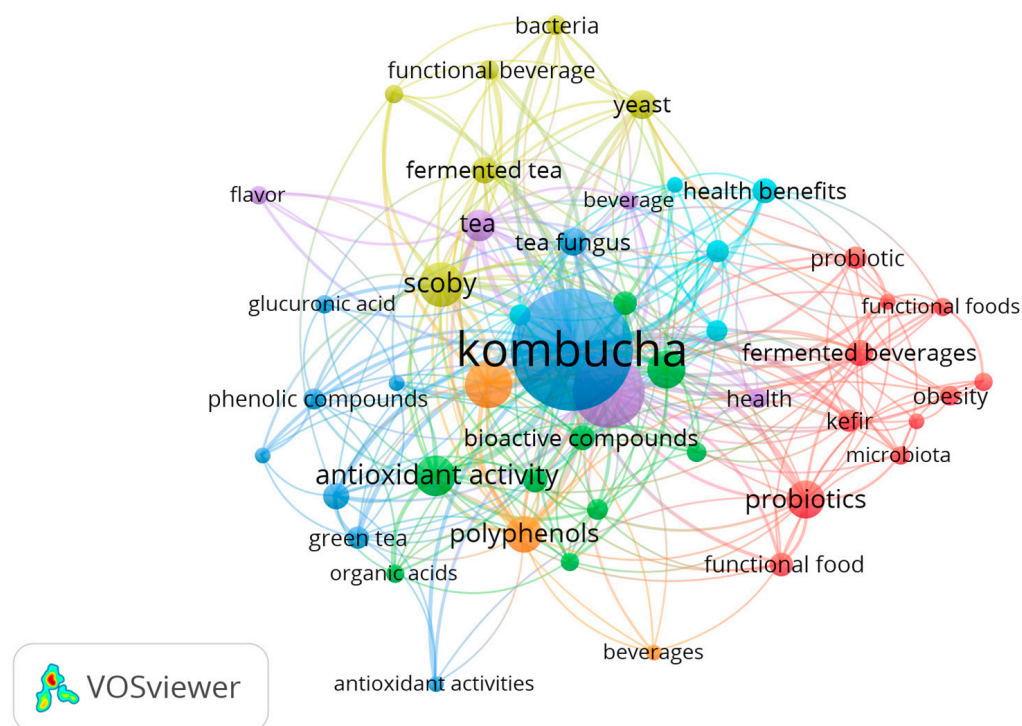 bacteria
functional beverage
yeast
fermented tea
health benefits
flavor
beverage
tea
tea fungus
probiotic
scoby
glucuronic acid
functional foods
kombucha
fermented beverages
phenolic compounds
health
obesity
kefir
bioactive compounds
microbiota
antioxidant activity
probiotics
polyphenols
green tea
functional food
organic acids
beverages
antioxidant activities
VOSviewer